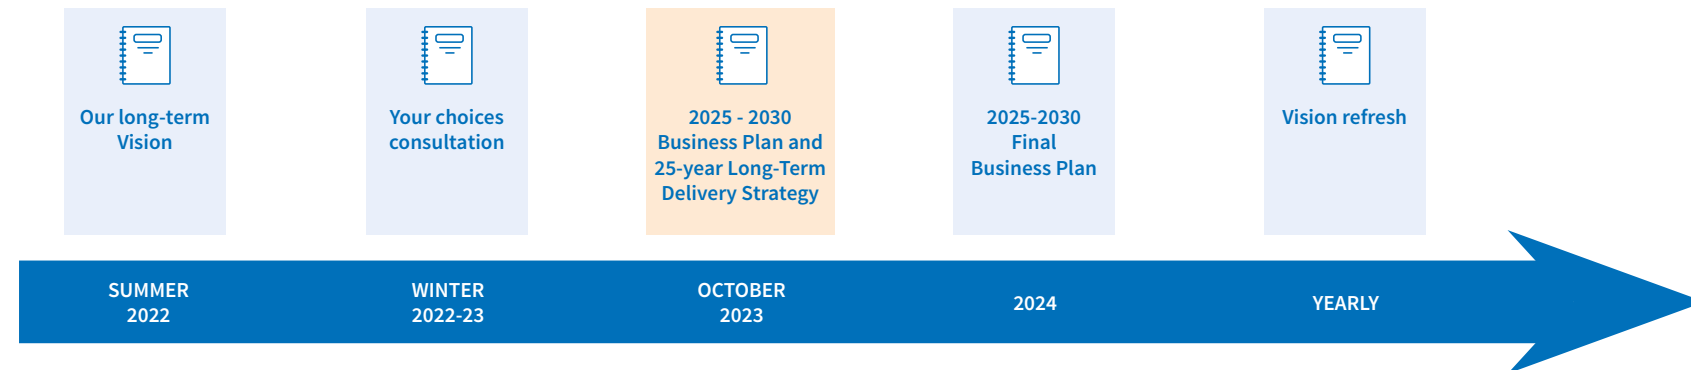 Our long-term
Vision
Your choices
consultation
2025 - 2030
Business Plan and
25-year Long-Term
Delivery Strategy
2025-2030
Final
Business Plan
Vision refresh
SUMMER
2022
WINTER
2022-23
OCTOBER
2023
2024
YEARLY